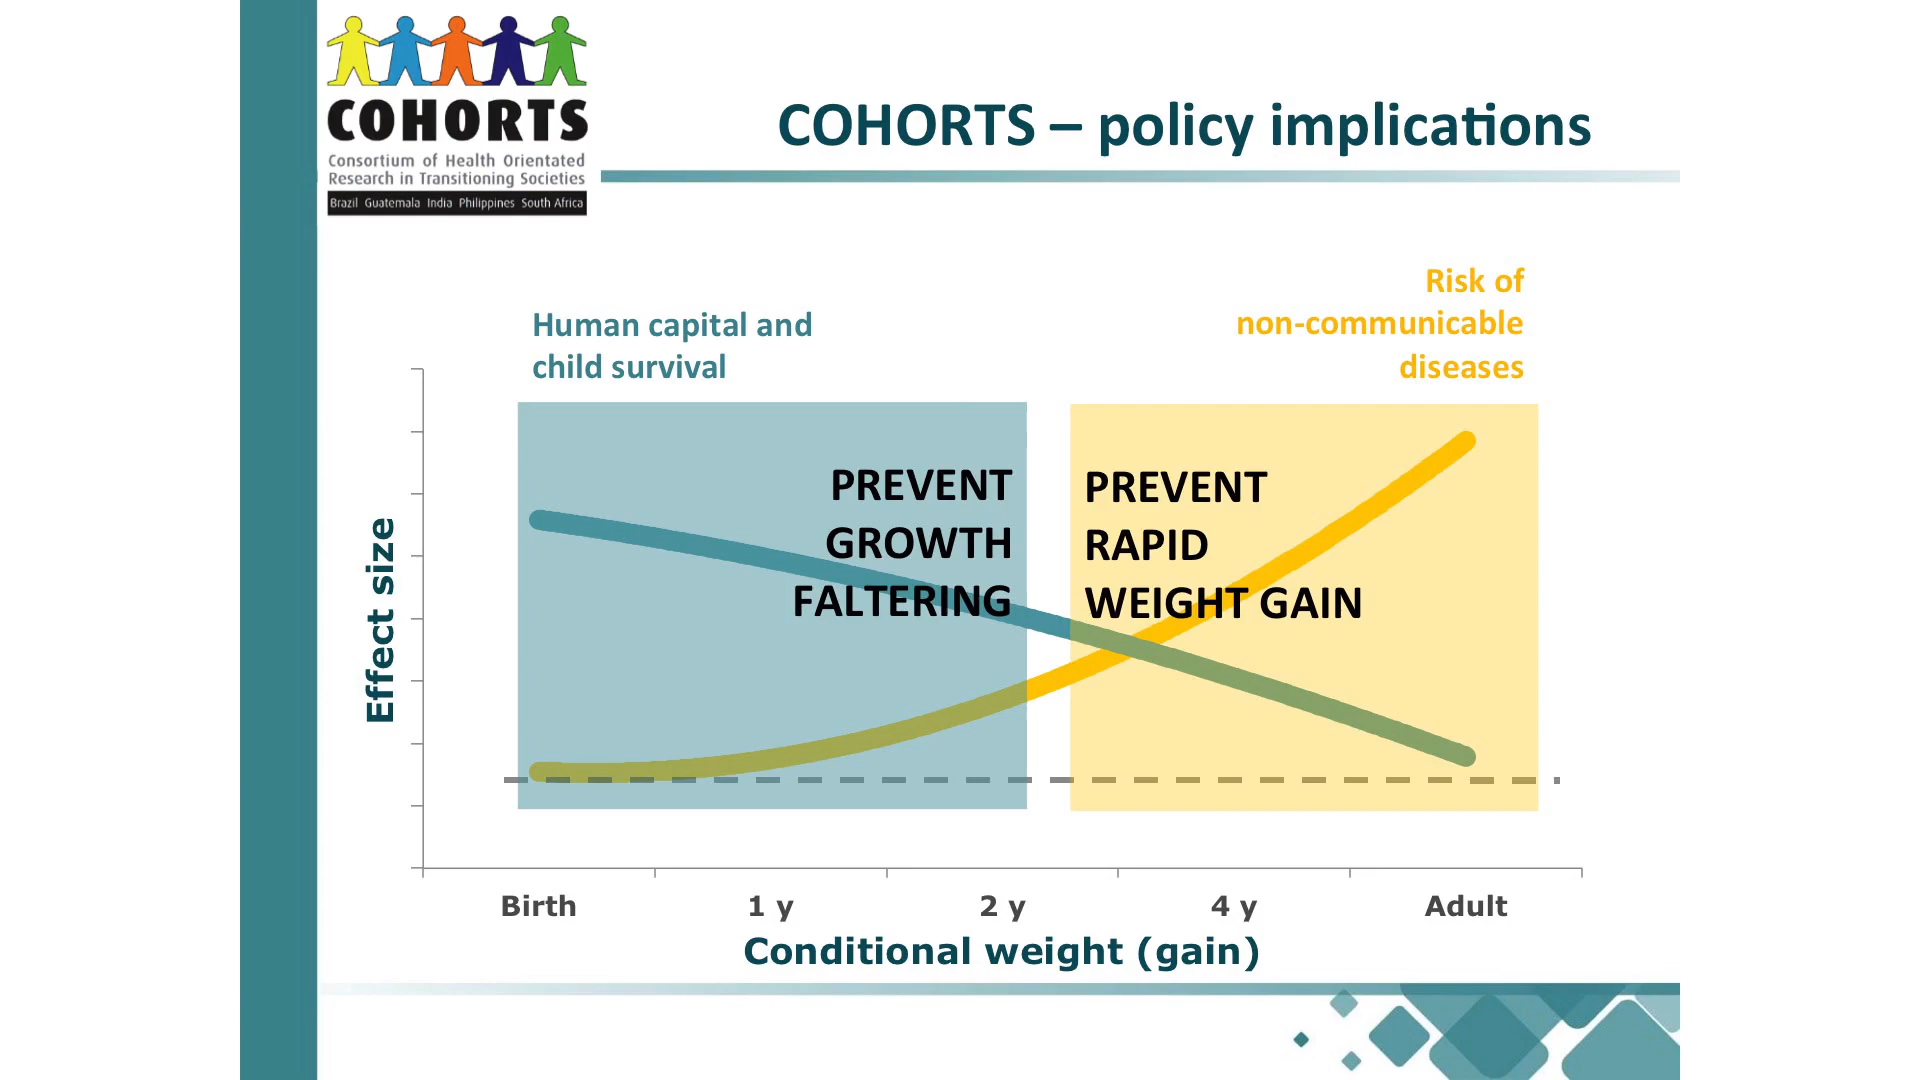 COHORTS
Consortium of Health Orientated
Research in Transitioning Societies
Brazil Guatemala India Philippines South Africa
COHORTS – policy implications
Human capital and
child survival
Risk of
non-communicable
diseases
PREVENT
GROWTH
FALTERING
PREVENT
RAPID
WEIGHT GAIN
Effect size
Birth 1 y 2 y 4 y Adult
Conditional weight (gain)